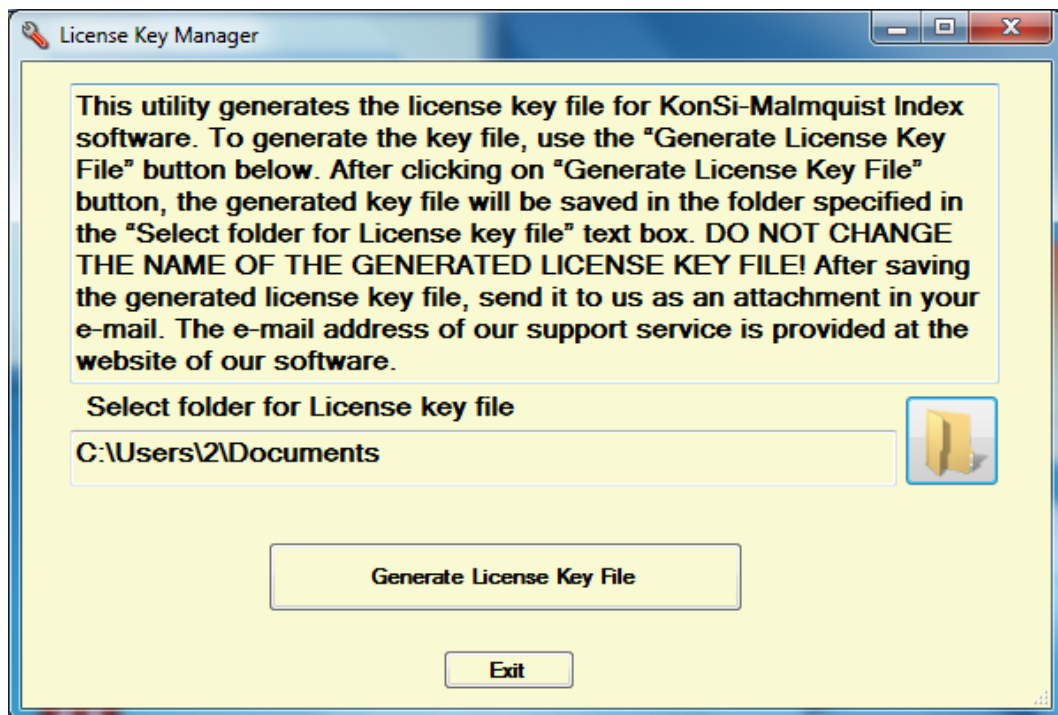 License Key Manager
This utility generates the license key file for KonSi-Malmquist Index
software. To generate the key file, use the “Generate License Key
File” button below. After clicking on “Generate License Key File”
button, the generated key file will be saved in the folder specified in
the “Select folder for License key file” text box. DO NOT CHANGE
THE NAME OF THE GENERATED LICENSE KEY FILE! After saving
the generated license key file, send it to us as an attachment in your
e-mail. The e-mail address of our support service is provided at the
website of our software.
Select folder for License key file
C:\Users\2\Documents
Generate License Key File
Exit